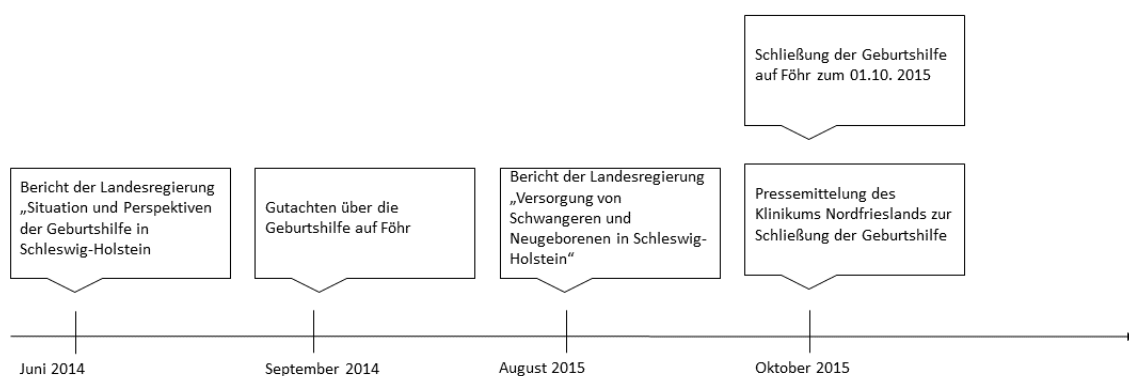 Schließung der Geburtshilfe
auf Föhr zum 01.10. 2015
Bericht der Landesregierung
„Situation und Perspektiven
der Geburtshilfe in
Schleswig-Holstein
Gutachten über die
Geburtshilfe auf Föhr
Bericht der Landesregierung
„Versorgung von
Schwangeren und
Neugeborenen in Schleswig-
Holstein“
Pressemittelung des
Klinikums Nordfrieslands zur
Schließung der Geburtshilfe
Juni 2014
September 2014
August 2015
Oktober 2015